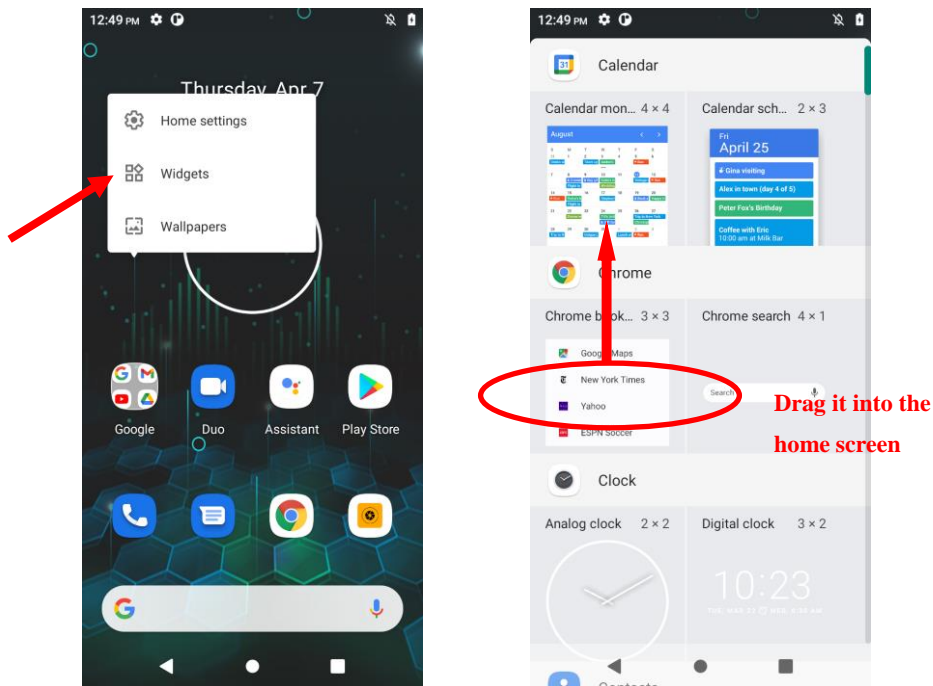 12:49 PM
Thursday, Apr 7
Home settings
Widgets
Wallpapers
Google
Duo
Assistant
Play Store
12:49 PM
31
Calendar
Calendar mon... 4 × 4
Calendar sch... 2 × 3
August
Fri
April 25
Gina visiting
Alex in town (day 4 of 5)
Peter Fox's Birthday
Coffee with Eric
10:00 am at Milk Bar
Chrome
Chrome book... 3 × 3
Chrome search 4 × 1
Google Maps
New York Times
Yahoo
ESPN Soccer
Search
Drag it into the
home screen
Clock
Analog clock 2 × 2
Digital clock 3 × 2
10:23
Contacts